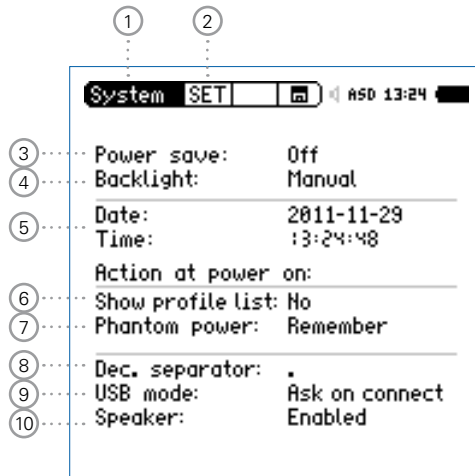 1 2
System SET ASD 13:24
3 Power save: Off
4 Backlight: Manual
5 Date: 2011-11-29
Time: 13:24:48
Action at power on:
6 Show profile list: No
7 Phantom power: Remember
8 Dec. separator: .
9 USB mode: Ask on connect
10 Speaker: Enabled